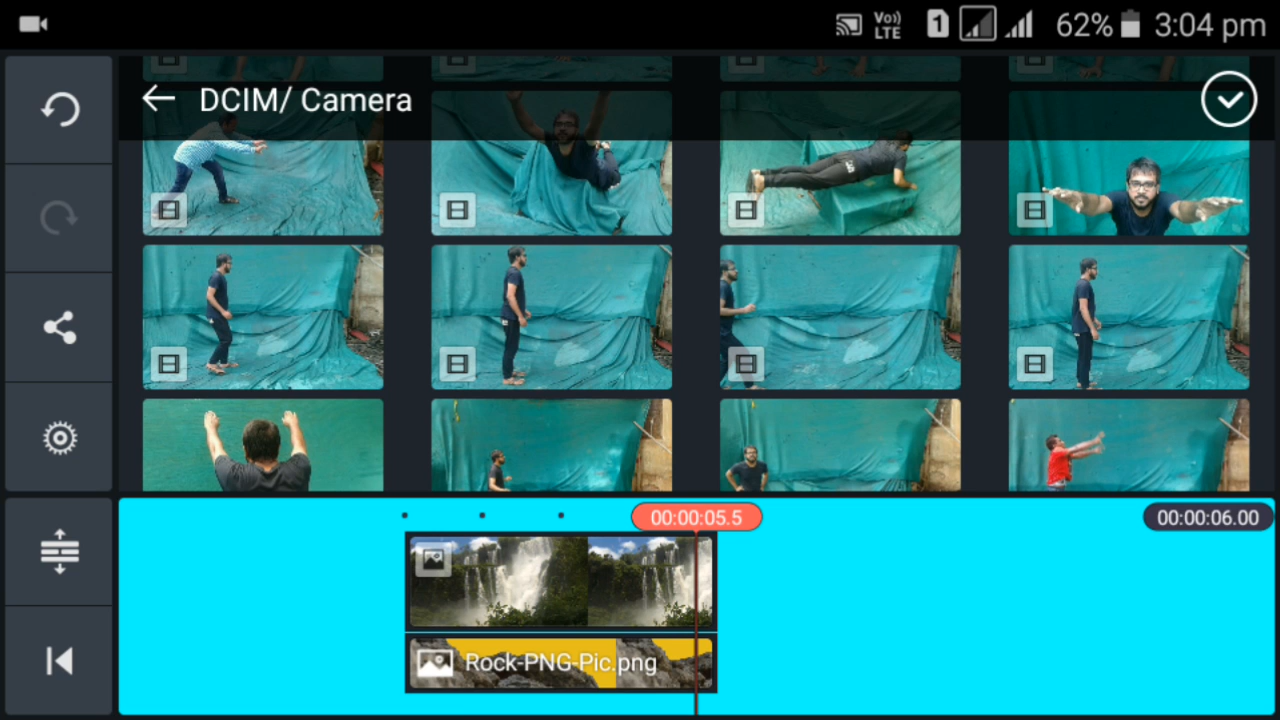 Vo)) LTE 1 62% 3:04 pm
DCIM/ Camera
00:00:05.5
00:00:06.00
Rock-PNG-Pic.png